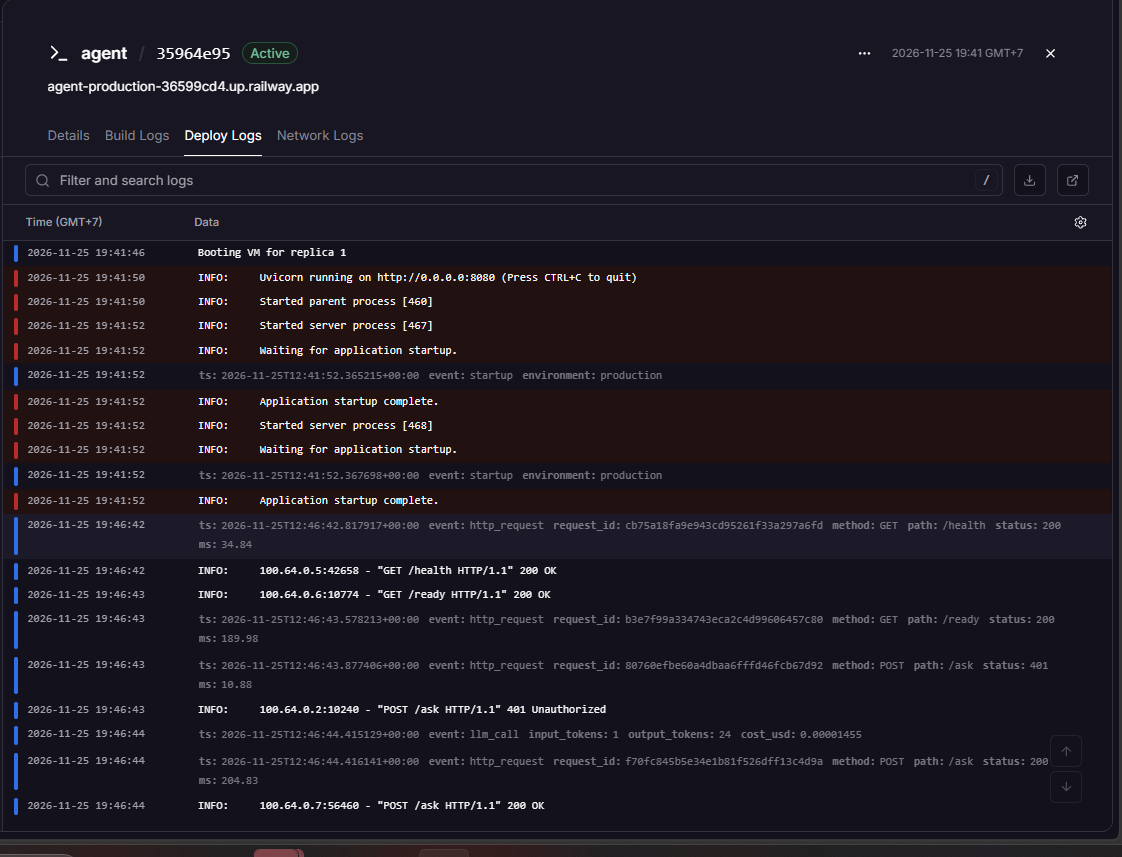 >_ agent / 35964e95 Active ... 2026-11-25 19:41 GMT+7 ×
agent-production-36599cd4.up.railway.app
Details Build Logs Deploy Logs Network Logs
Filter and search logs /
Time (GMT+7) Data
2026-11-25 19:41:46 Booting VM for replica 1
2026-11-25 19:41:50 INFO: Uvicorn running on http://0.0.0.0:8080 (Press CTRL+C to quit)
2026-11-25 19:41:50 INFO: Started parent process [460]
2026-11-25 19:41:52 INFO: Started server process [467]
2026-11-25 19:41:52 INFO: Waiting for application startup.
2026-11-25 19:41:52 ts: 2026-11-25T12:41:52.365215+00:00 event: startup environment: production
2026-11-25 19:41:52 INFO: Application startup complete.
2026-11-25 19:41:52 INFO: Started server process [468]
2026-11-25 19:41:52 INFO: Waiting for application startup.
2026-11-25 19:41:52 ts: 2026-11-25T12:41:52.367698+00:00 event: startup environment: production
2026-11-25 19:41:52 INFO: Application startup complete.
2026-11-25 19:46:42 ts: 2026-11-25T12:46:42.817917+00:00 event: http_request request_id: cb75a18fa9e943cd95261f33a297a6fd method: GET path: /health status: 200
ms: 34.84
2026-11-25 19:46:42 INFO: 100.64.0.5:42658 - "GET /health HTTP/1.1" 200 OK
2026-11-25 19:46:43 INFO: 100.64.0.6:10774 - "GET /ready HTTP/1.1" 200 OK
2026-11-25 19:46:43 ts: 2026-11-25T12:46:43.578213+00:00 event: http_request request_id: b3e7f99a334743eca2c4d99606457c80 method: GET path: /ready status: 200
ms: 189.98
2026-11-25 19:46:43 ts: 2026-11-25T12:46:43.877406+00:00 event: http_request request_id: 80760efbe60a4dbaa6fffd46fcb67d92 method: POST path: /ask status: 401
ms: 10.88
2026-11-25 19:46:43 INFO: 100.64.0.2:10240 - "POST /ask HTTP/1.1" 401 Unauthorized
2026-11-25 19:46:44 ts: 2026-11-25T12:46:44.415129+00:00 event: llm_call input_tokens: 1 output_tokens: 24 cost_usd: 0.00001455
2026-11-25 19:46:44 ts: 2026-11-25T12:46:44.416141+00:00 event: http_request request_id: f70fc845b5e34e1b81f526dff13c4d9a method: POST path: /ask status: 200
ms: 204.83
2026-11-25 19:46:44 INFO: 100.64.0.7:56460 - "POST /ask HTTP/1.1" 200 OK